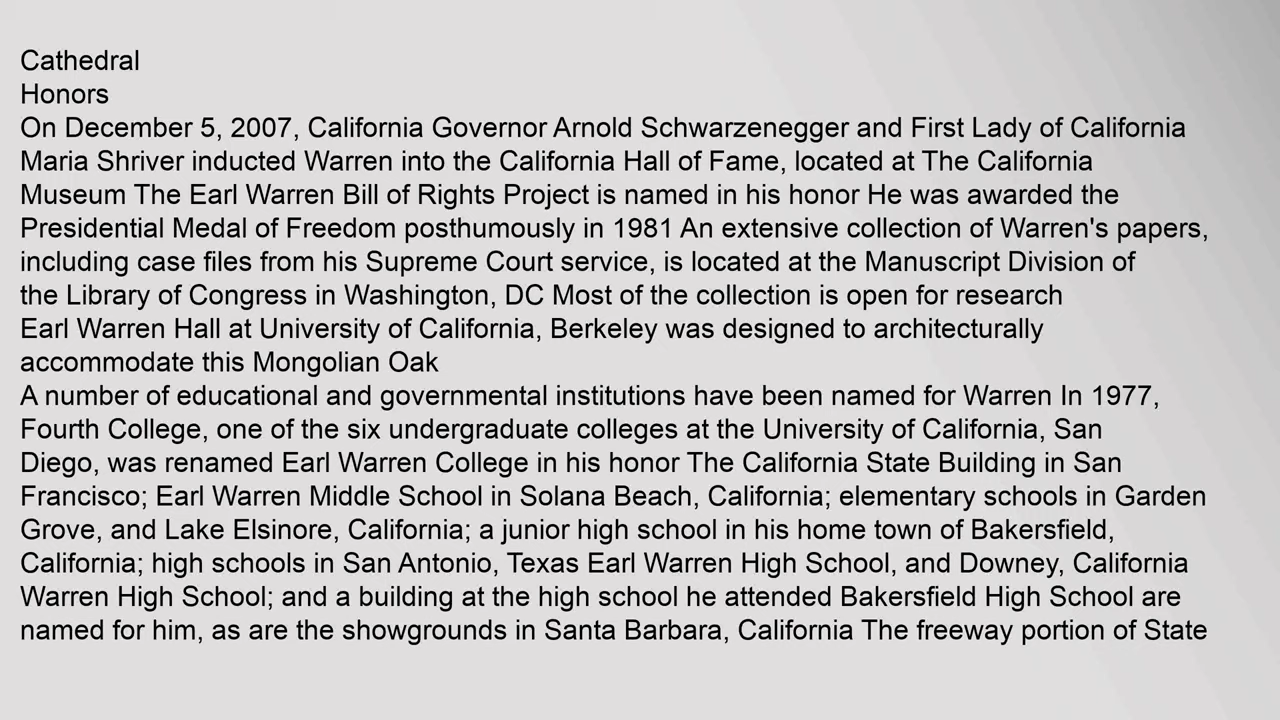 Cathedral
Honors
On December 5, 2007, California Governor Arnold Schwarzenegger and First Lady of California
Maria Shriver inducted Warren into the California Hall of Fame, located at The California
Museum The Earl Warren Bill of Rights Project is named in his honor He was awarded the
Presidential Medal of Freedom posthumously in 1981 An extensive collection of Warren's papers,
including case files from his Supreme Court service, is located at the Manuscript Division of
the Library of Congress in Washington, DC Most of the collection is open for research
Earl Warren Hall at University of California, Berkeley was designed to architecturally
accommodate this Mongolian Oak
A number of educational and governmental institutions have been named for Warren In 1977,
Fourth College, one of the six undergraduate colleges at the University of California, San
Diego, was renamed Earl Warren College in his honor The California State Building in San
Francisco; Earl Warren Middle School in Solana Beach, California; elementary schools in Garden
Grove, and Lake Elsinore, California; a junior high school in his home town of Bakersfield,
California; high schools in San Antonio, Texas Earl Warren High School, and Downey, California
Warren High School; and a building at the high school he attended Bakersfield High School are
named for him, as are the showgrounds in Santa Barbara, California The freeway portion of State